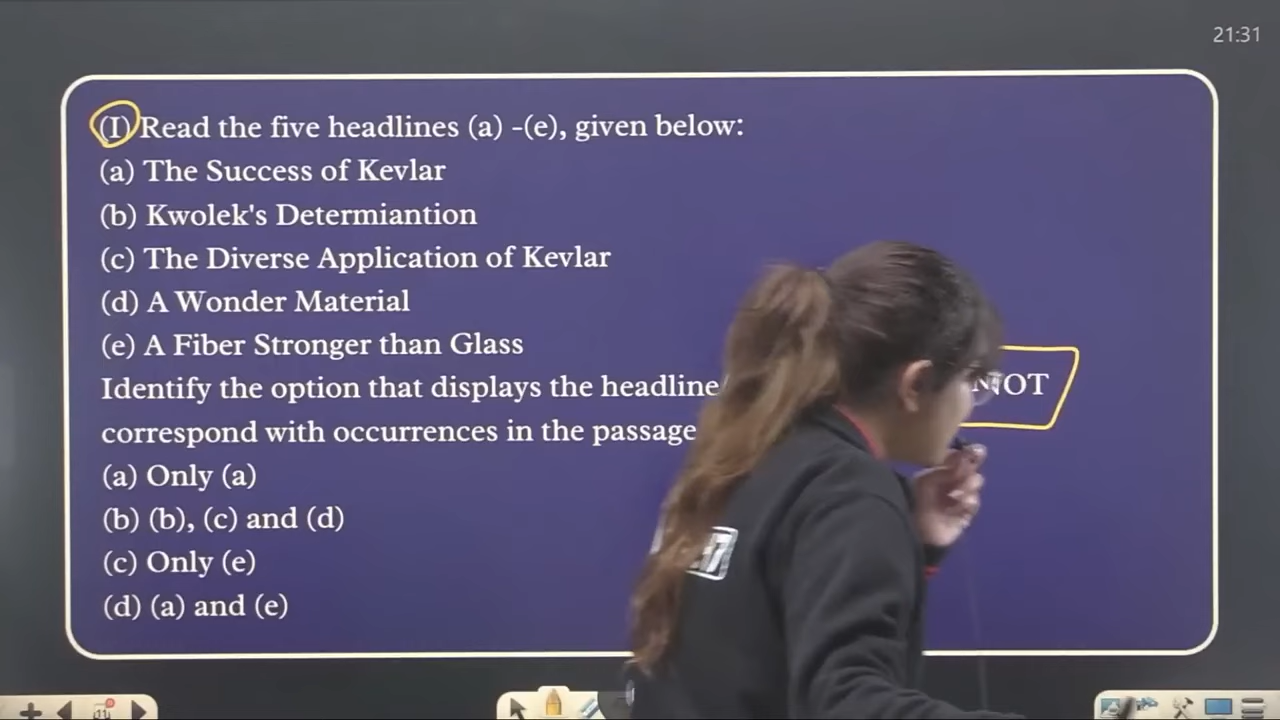 21:31
(I) Read the five headlines (a) -(e), given below:
(a) The Success of Kevlar
(b) Kwolek's Determiantion
(c) The Diverse Application of Kevlar
(d) A Wonder Material
(e) A Fiber Stronger than Glass
Identify the option that displays the headline NOT
correspond with occurrences in the passage
(a) Only (a)
(b) (b), (c) and (d)
(c) Only (e)
(d) (a) and (e)